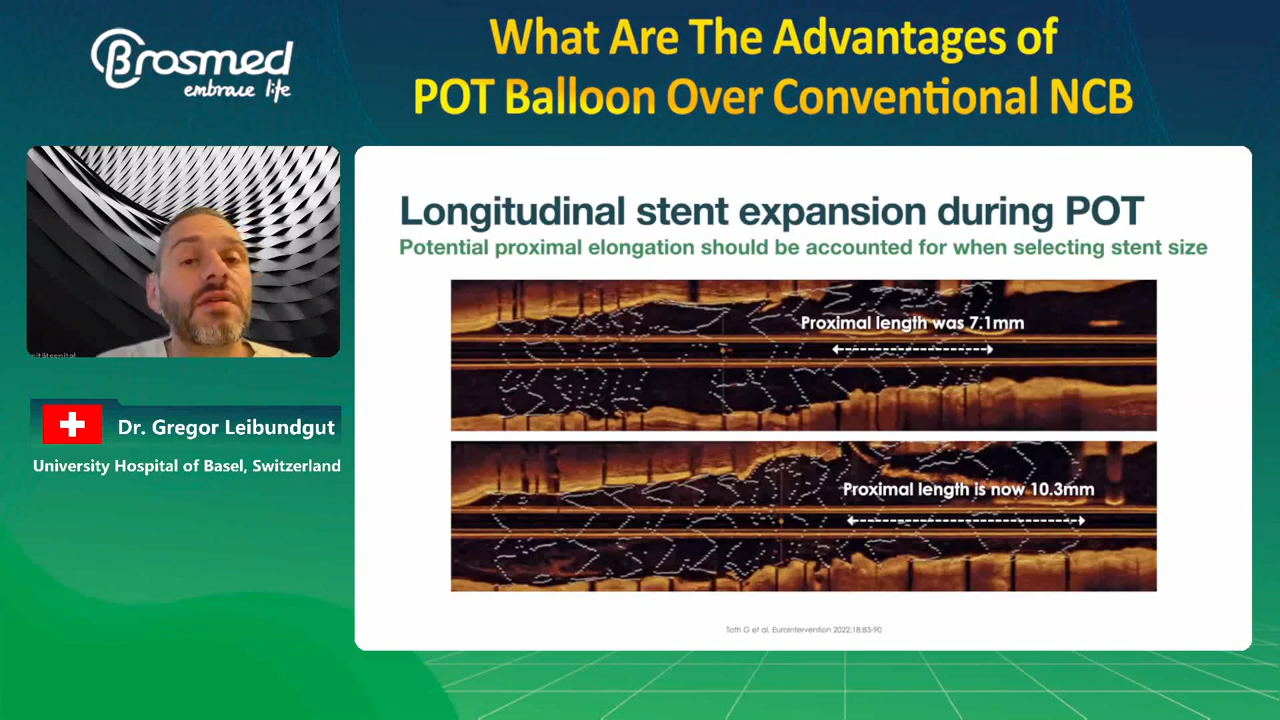 Brosmed
embrace life
What Are The Advantages of
POT Balloon Over Conventional NCB
Longitudinal stent expansion during POT
Potential proximal elongation should be accounted for when selecting stent size
Proximal length was 7.1mm
Proximal length is now 10.3mm
Toth G et al. Eurointervention 2022;18:83-90
Dr. Gregor Leibundgut
University Hospital of Basel, Switzerland